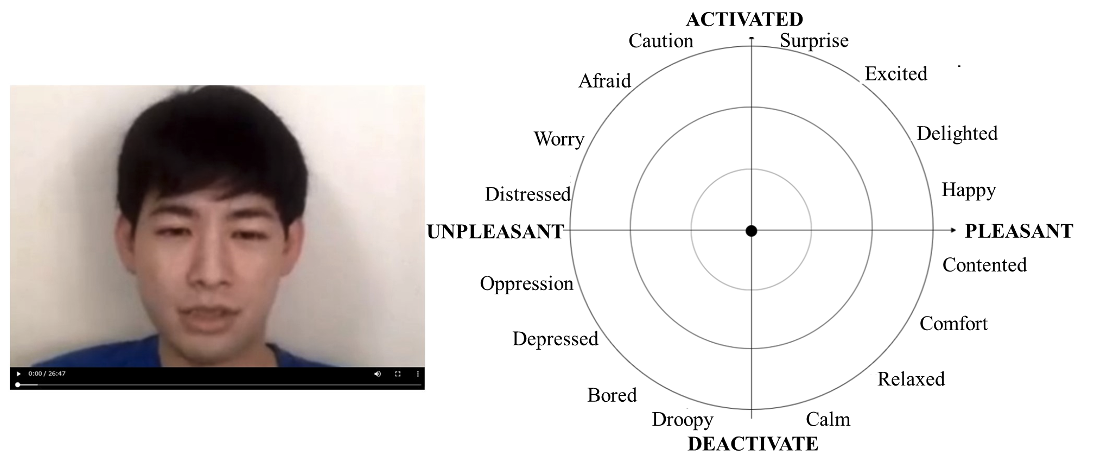 ACTIVATED
Caution
Surprise
Afraid
Excited
Worry
Delighted
Distressed
Happy
UNPLEASANT
PLEASANT
Oppression
Contented
Depressed
Comfort
Bored
Relaxed
Droopy
Calm
DEACTIVATE
0:00 / 26:47